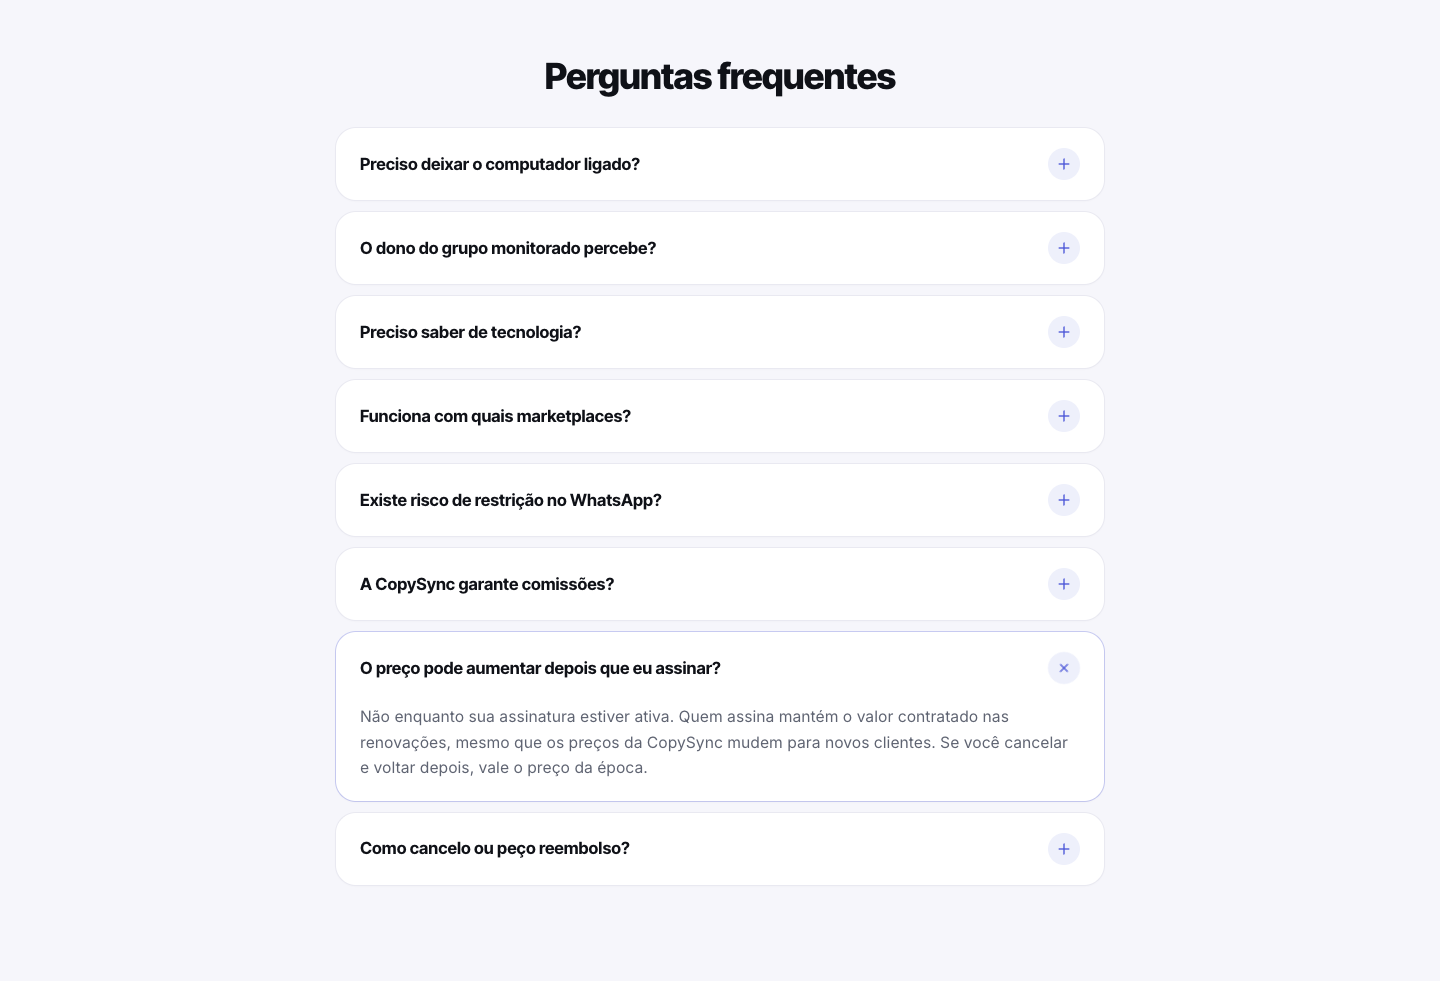 Perguntas frequentes
Preciso deixar o computador ligado?
O dono do grupo monitorado percebe?
Preciso saber de tecnologia?
Funciona com quais marketplaces?
Existe risco de restrição no WhatsApp?
A CopySync garante comissões?
O preço pode aumentar depois que eu assinar?
Não enquanto sua assinatura estiver ativa. Quem assina mantém o valor contratado nas
renovações, mesmo que os preços da CopySync mudem para novos clientes. Se você cancelar
e voltar depois, vale o preço da época.
Como cancelo ou peço reembolso?